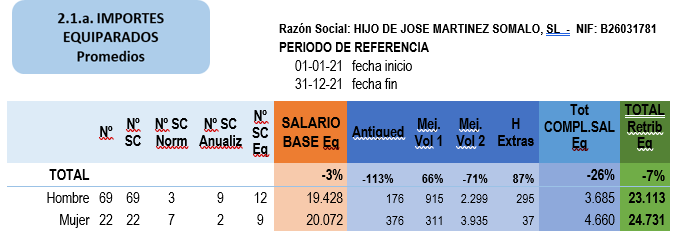 2.1.a. IMPORTES
EQUIPARADOS
Promedios
Razón Social: HIJO DE JOSE MARTINEZ SOMALO, SL - NIF: B26031781
PERIODO DE REFERENCIA
01-01-21 fecha inicio
31-12-21 fecha fin
Nº Nº SC Nº SC Norm Nº SC Analiz Nº SC Eq SALARIO BASE Eq Antigued Mej. Vol 1 Mej. Vol 2 H Extras Tot COMPL.SAL Eq TOTAL Retrib Eq
TOTAL -3% -113% 66% -71% 87% -26% -7%
Hombre 69 69 3 9 12 19.428 176 915 2.299 295 3.685 23.113
Mujer 22 22 7 2 9 20.072 376 311 3.935 37 4.660 24.731